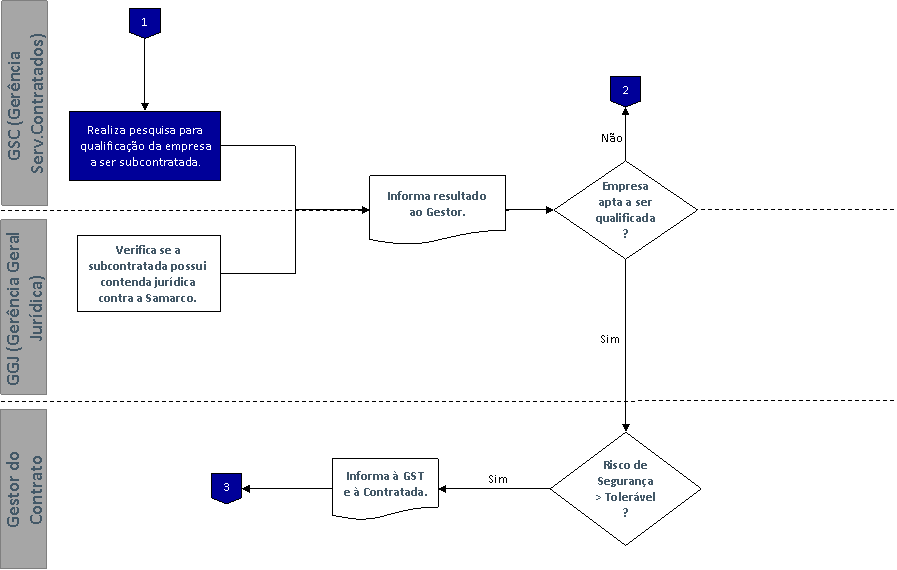 GSC (Gerência
Serv.Contratados)
1
Realiza pesquisa para
qualificação da empresa
a ser subcontratada.
Informa resultado
ao Gestor.
2
Não
Empresa
apta a ser
qualificada
?
GGJ (Gerência Geral
Jurídica)
Verifica se a
subcontratada possui
contenda jurídica
contra a Samarco.
Sim
Gestor do
Contrato
3
Informa à GST
e à Contratada.
Sim
Risco de
Segurança
> Tolerável
?